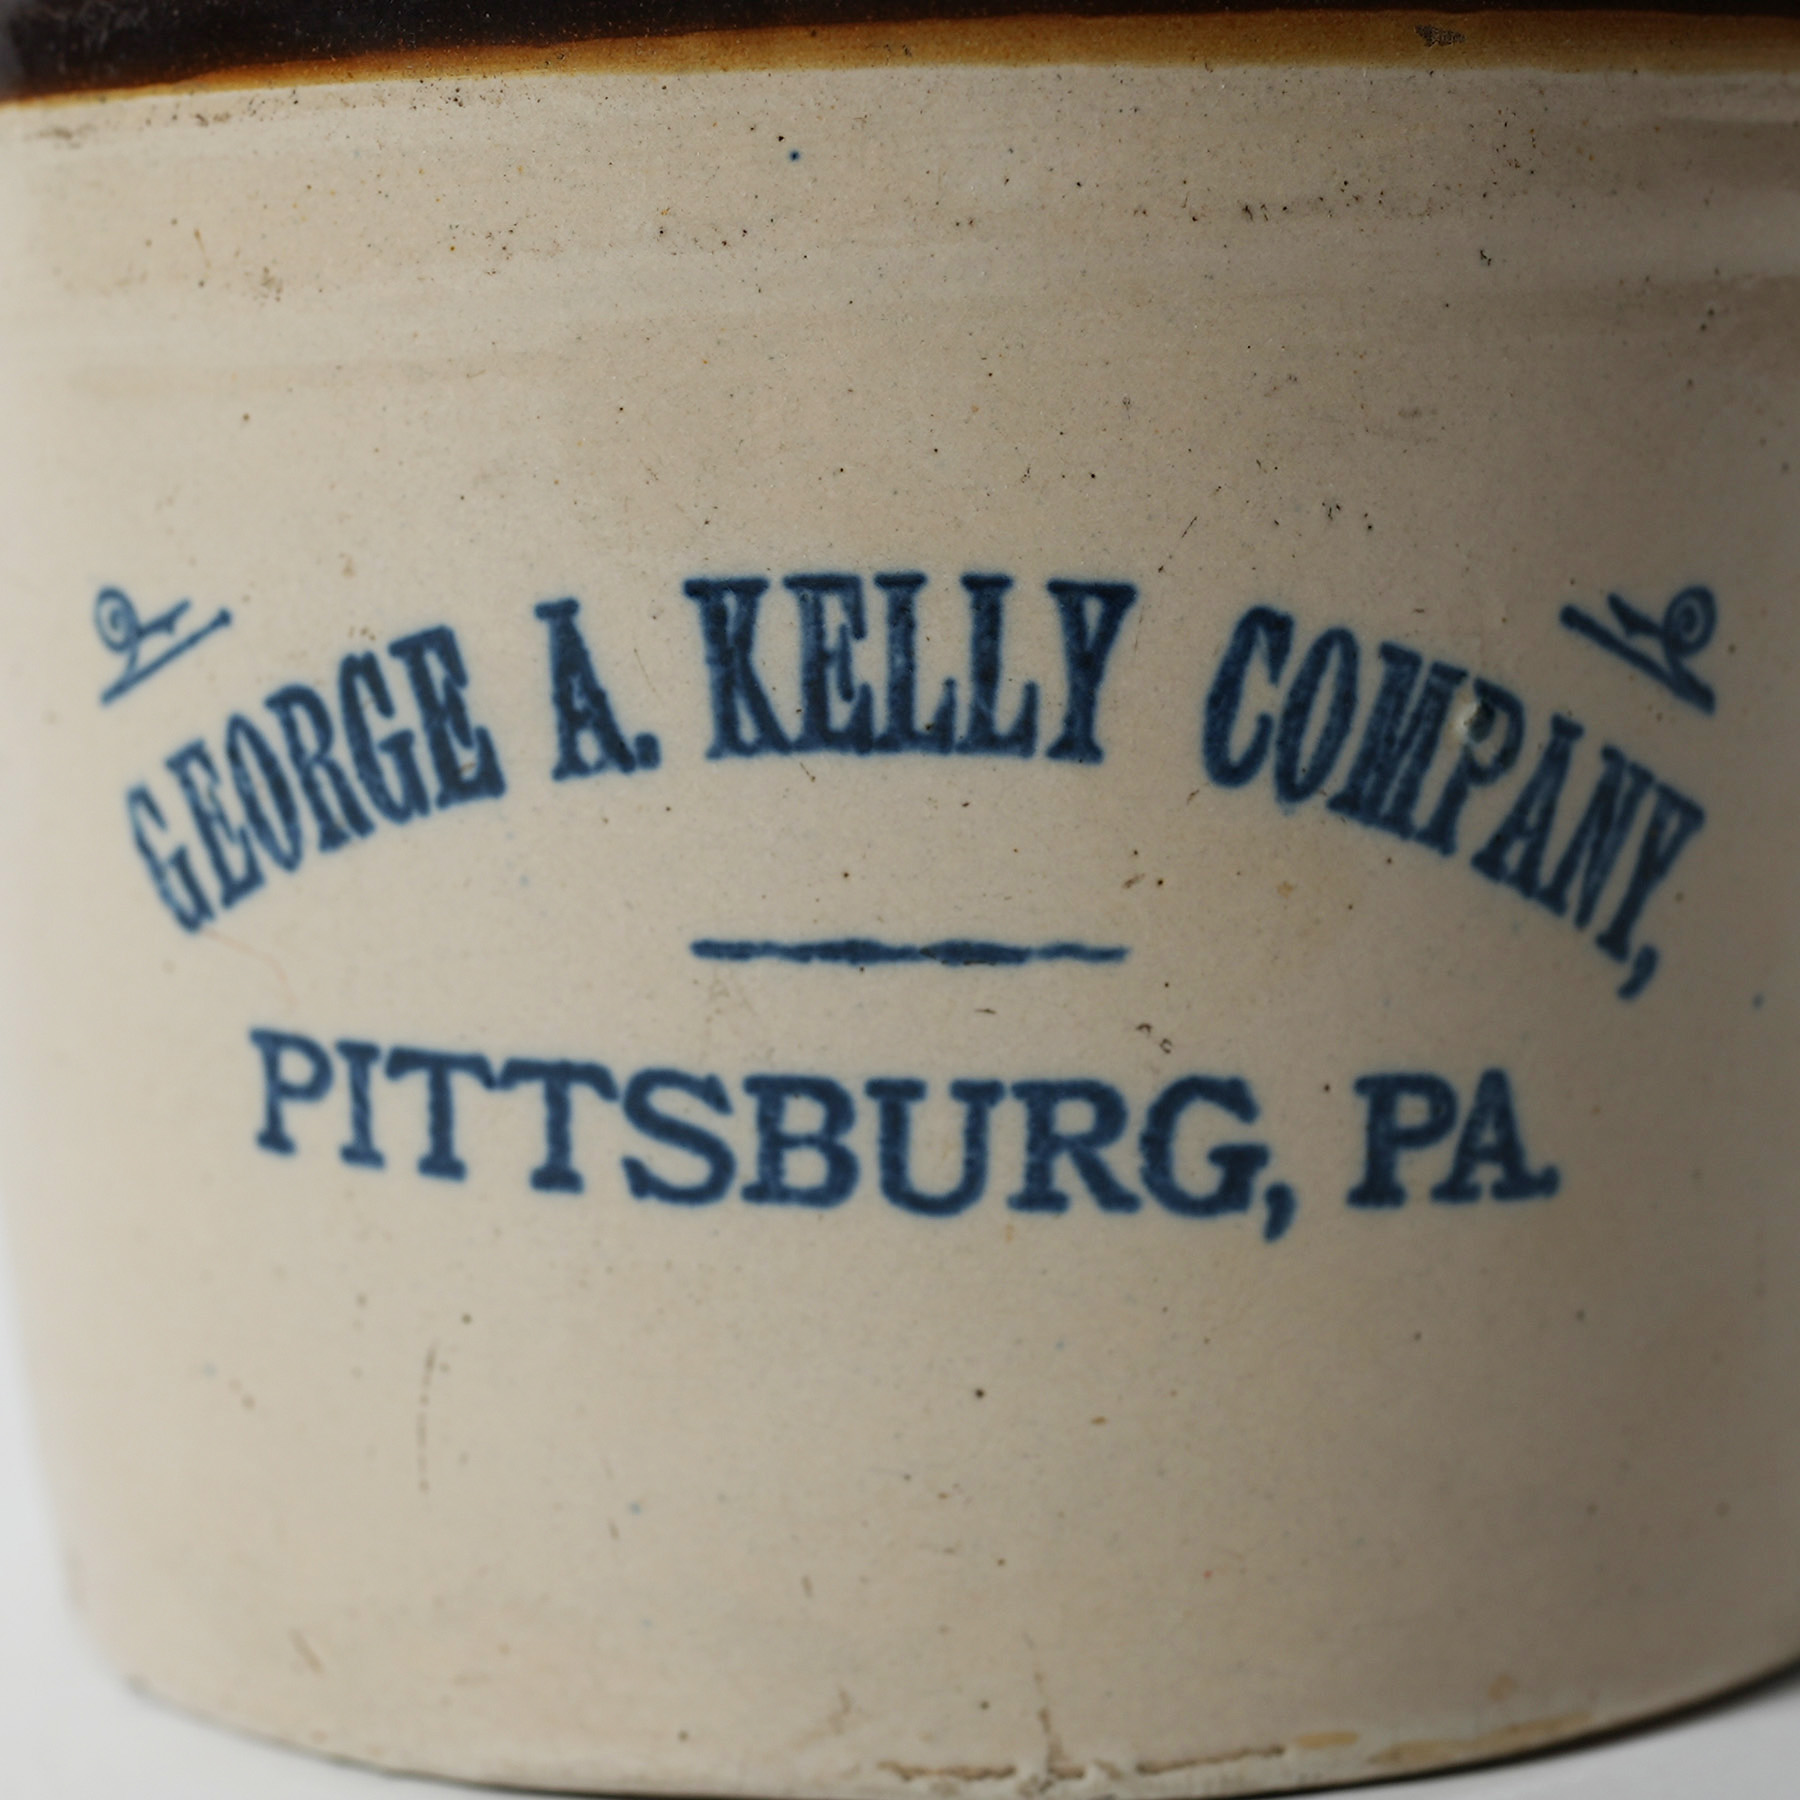 GEORGE A. KELLY COMPANY,
PITTSBURG, PA.